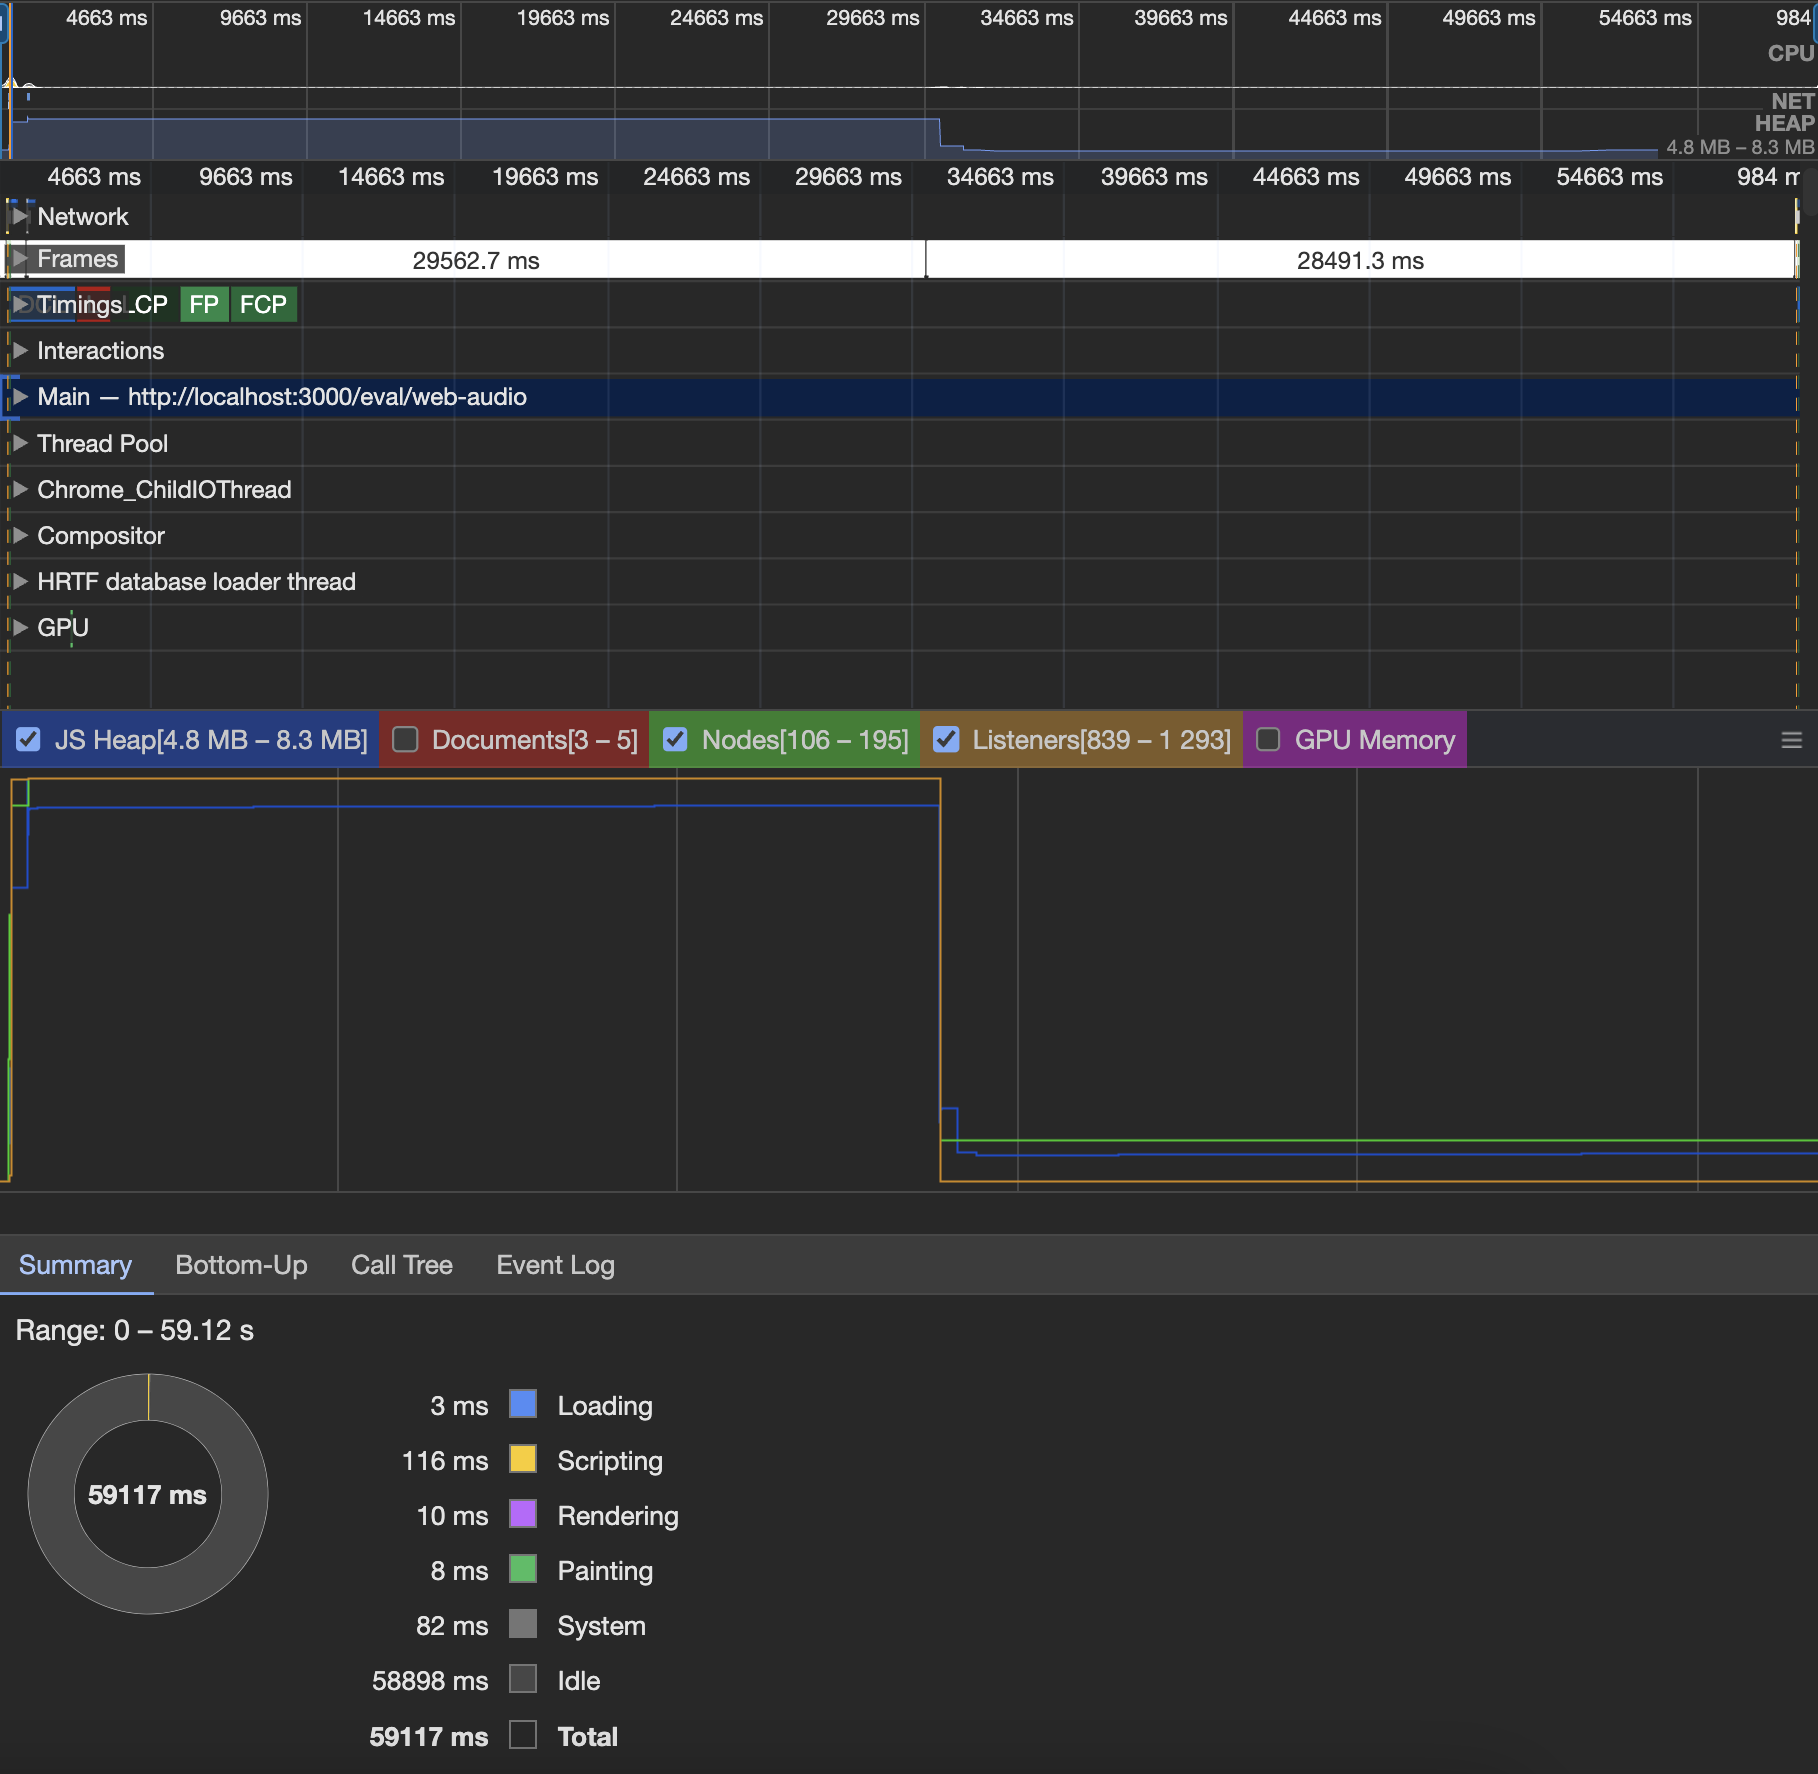 4663 ms 9663 ms 14663 ms 19663 ms 24663 ms 29663 ms 34663 ms 39663 ms 44663 ms 49663 ms 54663 ms 984
CPU
NET
HEAP
4.8 MB – 8.3 MB
4663 ms 9663 ms 14663 ms 19663 ms 24663 ms 29663 ms 34663 ms 39663 ms 44663 ms 49663 ms 54663 ms 984 m
Network
Frames 29562.7 ms 28491.3 ms
Timings LCP FP FCP
Interactions
Main — http://localhost:3000/eval/web-audio
Thread Pool
Chrome_ChildIOThread
Compositor
HRTF database loader thread
GPU
JS Heap[4.8 MB – 8.3 MB] Documents[3 – 5] Nodes[106 – 195] Listeners[839 – 1 293] GPU Memory
Summary Bottom-Up Call Tree Event Log
Range: 0 – 59.12 s
59117 ms
3 ms Loading
116 ms Scripting
10 ms Rendering
8 ms Painting
82 ms System
58898 ms Idle
59117 ms Total